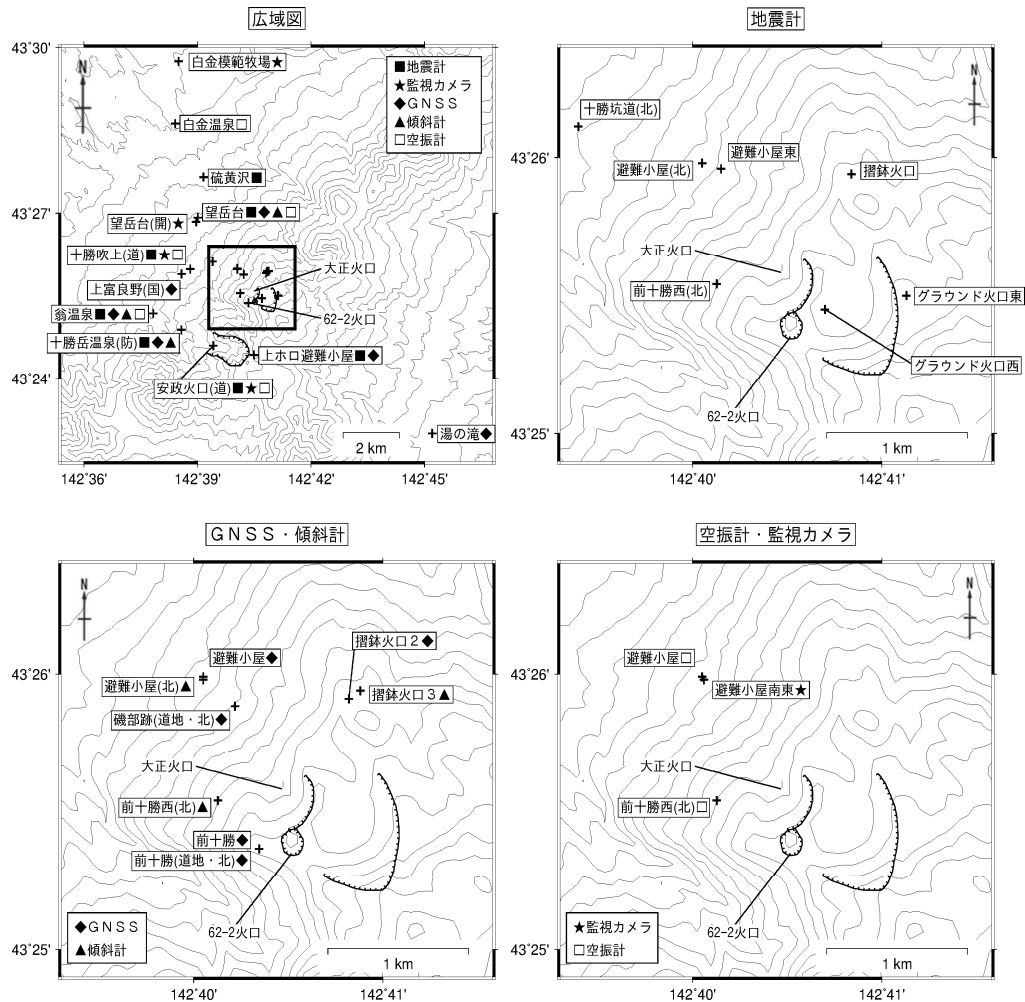 広域図
43°30'
43°27'
43°24'
142°36'
142°39'
142°42'
142°45'
N
■地震計
★監視カメラ
◆GNSS
▲傾斜計
□空振計
白金模範牧場★
白金温泉□
硫黄沢■
望岳台■◆▲□
望岳台(開)★
十勝吹上(道)■★□
大正火口
上富良野(国)◆
翁温泉■◆▲□
62-2火口
十勝岳温泉(防)■◆▲
上ホロ避難小屋■◆
安政火口(道)■★□
湯の滝◆
2 km
地震計
N
十勝坑道(北)
43°26'
避難小屋東
避難小屋(北)
摺鉢火口
大正火口
前十勝西(北)
グラウンド火口東
グラウンド火口西
62-2火口
43°25'
1 km
142°40'
142°41'
GNSS・傾斜計
N
摺鉢火口2◆
避難小屋◆
43°26'
避難小屋(北)▲
摺鉢火口3▲
磯部跡(道地・北)◆
大正火口
前十勝西(北)▲
前十勝◆
前十勝(道地・北)◆
62-2火口
◆GNSS
▲傾斜計
43°25'
1 km
142°40'
142°41'
空振計・監視カメラ
N
避難小屋□
43°26'
避難小屋南東★
大正火口
前十勝西(北)□
62-2火口
★監視カメラ
□空振計
43°25'
1 km
142°40'
142°41'